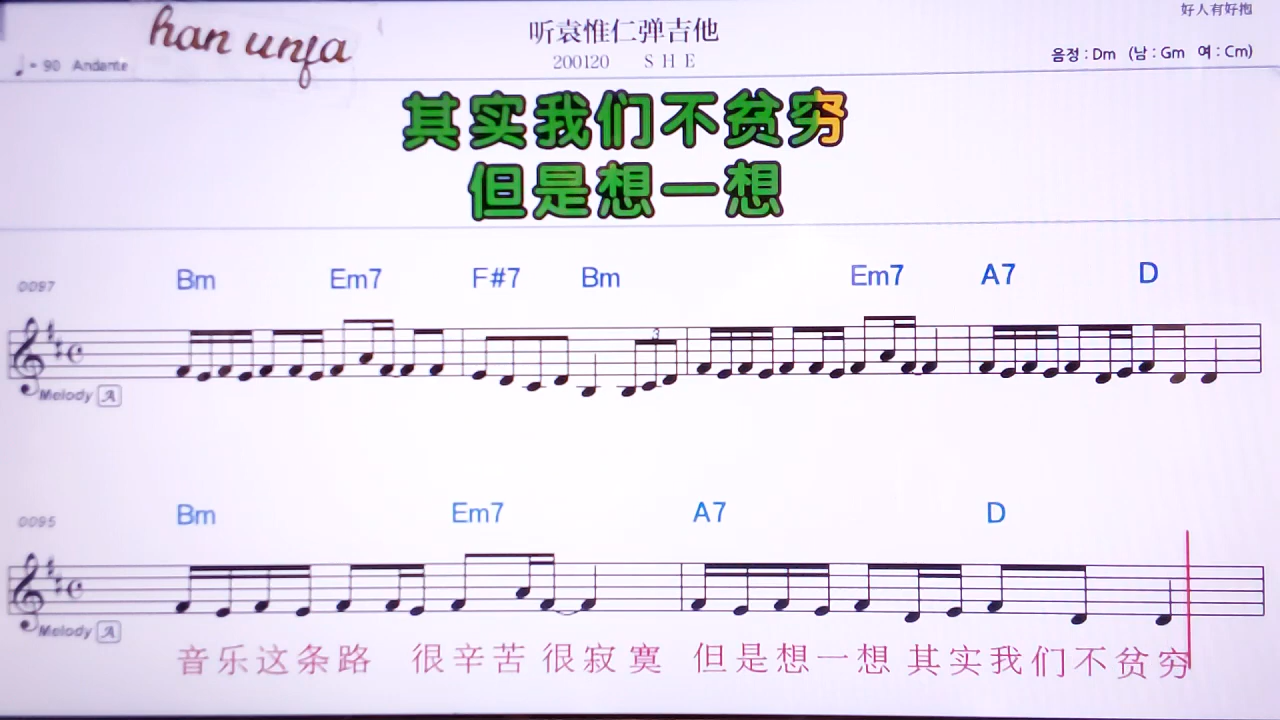 han unfa
听袁惟仁弹吉他
好人有好抱
♩= 90 Andante
200120 S H E
음정 : Dm (남 : Gm 여 : Cm)
其实我们不贫穷
但是想一想
0097
Bm Em7 F#7 Bm Em7 A7 D
3
Melody A
0095
Bm Em7 A7 D
Melody A
音乐这条路 很辛苦 很寂寞 但是想一想 其实我们不贫穷